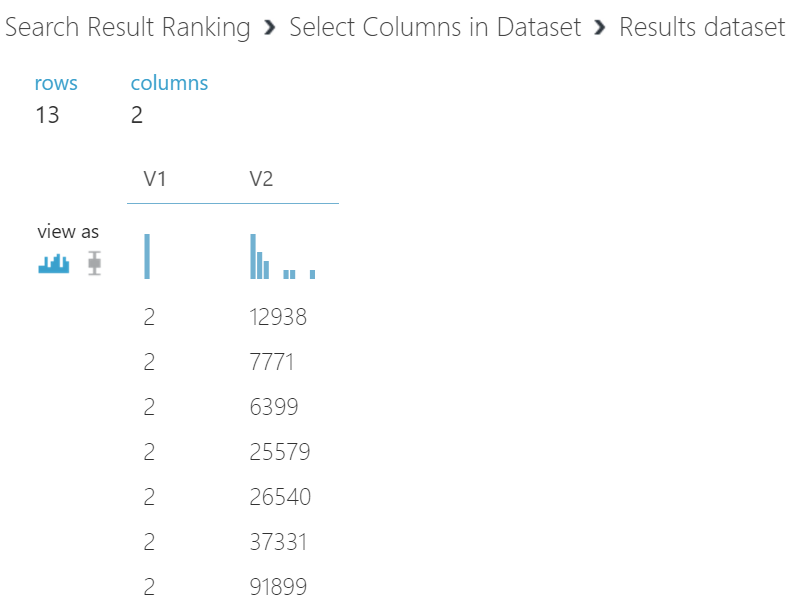 Search Result Ranking › Select Columns in Dataset › Results dataset
rows columns
13 2
V1 V2
view as
2 12938
2 7771
2 6399
2 25579
2 26540
2 37331
2 91899